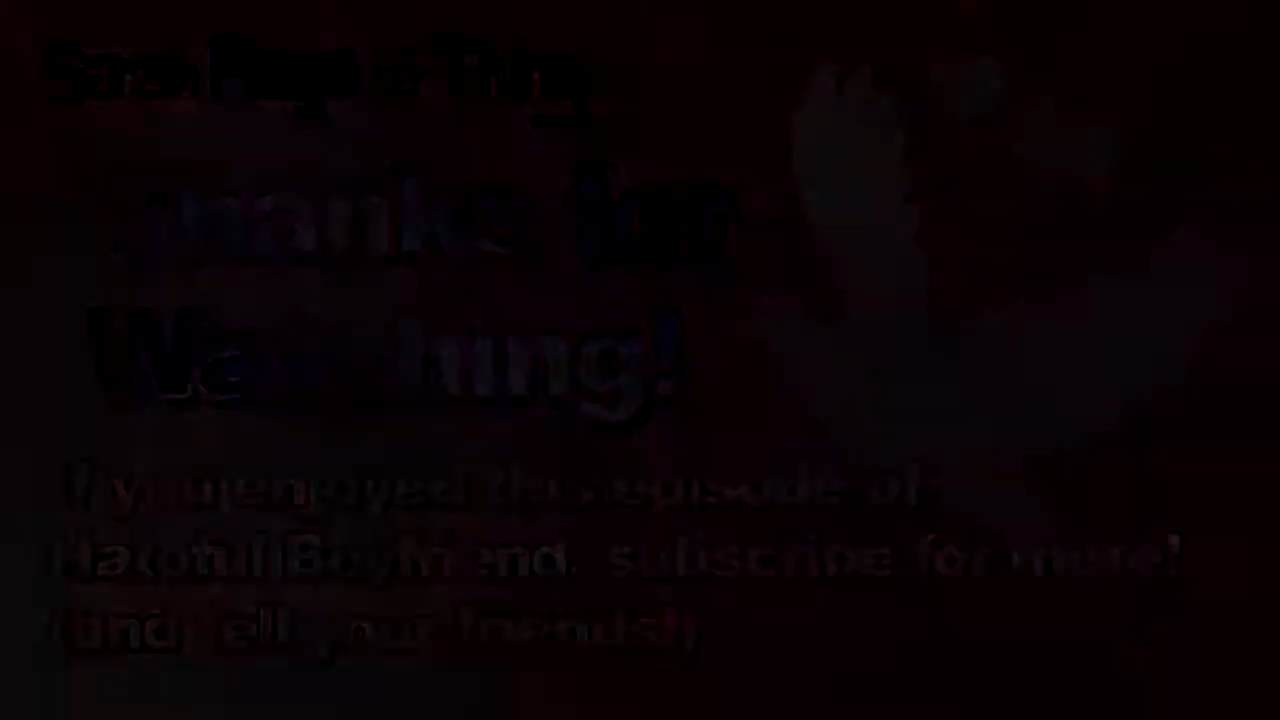 Thanks for
Watching!
If you enjoyed this episode of
Hatoful Boyfriend, subscribe for more!
(and tell your friends!)